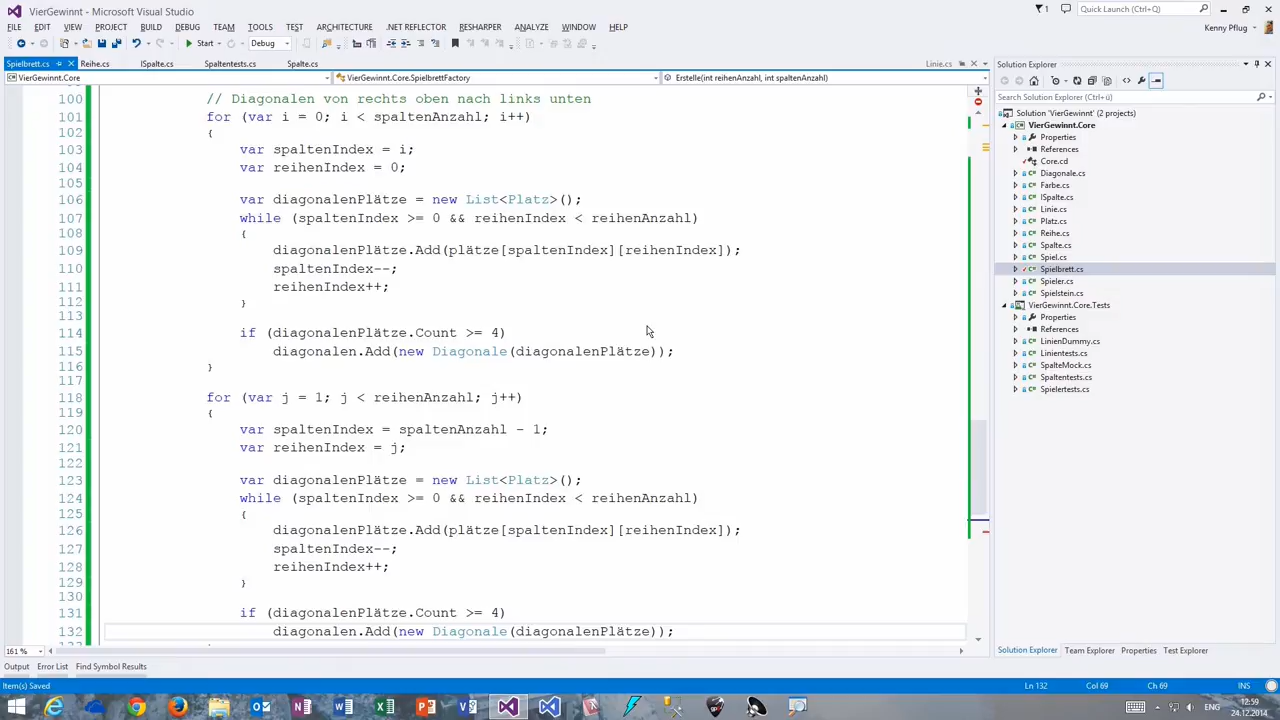 VierGewinnt - Microsoft Visual Studio
1
Quick Launch (Ctrl+Q)
FILE EDIT VIEW PROJECT BUILD DEBUG TEAM TOOLS TEST ARCHITECTURE .NET REFLECTOR RESHARPER ANALYZE WINDOW HELP
Kenny Pflug
Start
Debug
Spielbrett.cs
Reihe.cs
ISpalte.cs
Spaltentests.cs
Spalte.cs
Linie.cs
VierGewinnt.Core
VierGewinnt.Core.SpielbrettFactory
Erstelle(int reihenAnzahl, int spaltenAnzahl)
100 // Diagonalen von rechts oben nach links unten
101 for (var i = 0; i < spaltenAnzahl; i++)
102 {
103 var spaltenIndex = i;
104 var reihenIndex = 0;
105
106 var diagonalenPlätze = new List<Platz>();
107 while (spaltenIndex >= 0 && reihenIndex < reihenAnzahl)
108 {
109 diagonalenPlätze.Add(plätze[spaltenIndex][reihenIndex]);
110 spaltenIndex--;
111 reihenIndex++;
112 }
113
114 if (diagonalenPlätze.Count >= 4)
115 diagonalen.Add(new Diagonale(diagonalenPlätze));
116 }
117
118 for (var j = 1; j < reihenAnzahl; j++)
119 {
120 var spaltenIndex = spaltenAnzahl - 1;
121 var reihenIndex = j;
122
123 var diagonalenPlätze = new List<Platz>();
124 while (spaltenIndex >= 0 && reihenIndex < reihenAnzahl)
125 {
126 diagonalenPlätze.Add(plätze[spaltenIndex][reihenIndex]);
127 spaltenIndex--;
128 reihenIndex++;
129 }
130
131 if (diagonalenPlätze.Count >= 4)
132 diagonalen.Add(new Diagonale(diagonalenPlätze));
161 %
Solution Explorer
Search Solution Explorer (Ctrl+ü)
Solution 'VierGewinnt' (2 projects)
VierGewinnt.Core
Properties
References
Core.cd
Diagonale.cs
Farbe.cs
ISpalte.cs
Linie.cs
Platz.cs
Reihe.cs
Spalte.cs
Spiel.cs
Spielbrett.cs
Spieler.cs
Spielstein.cs
VierGewinnt.Core.Tests
Properties
References
LinienDummy.cs
Linientests.cs
SpalteMock.cs
Spaltentests.cs
Spielertests.cs
Solution Explorer Team Explorer Properties Test Explorer
Output Error List Find Symbol Results
Item(s) Saved
Ln 132 Col 69 Ch 69 INS
ENG
12:59
24.12.2014